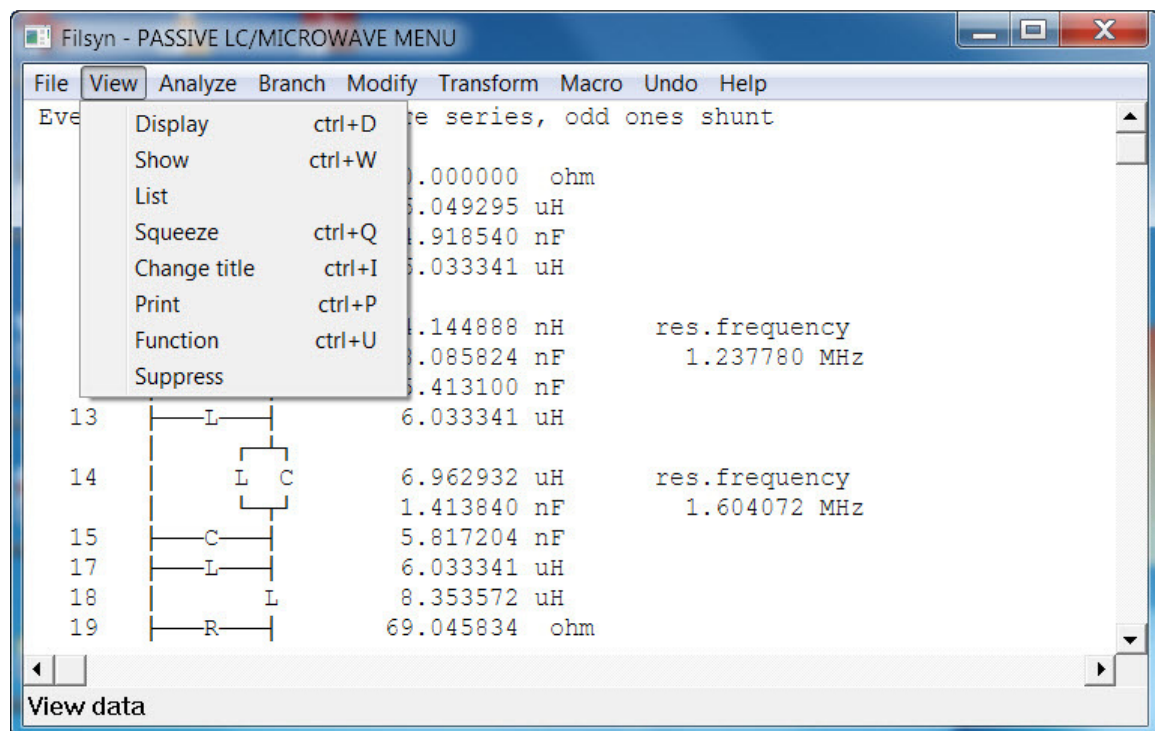 Filsyn - PASSIVE LC/MICROWAVE MENU
File View Analyze Branch Modify Transform Macro Undo Help
Display ctrl+D
Show ctrl+W
List
Squeeze ctrl+Q
Change title ctrl+I
Print ctrl+P
Function ctrl+U
Suppress
Eve e series, odd ones shunt
.000000 ohm
.049295 uH
.918540 nF
.033341 uH
.144888 nH res.frequency
.085824 nF 1.237780 MHz
.413100 nF
13 L 6.033341 uH
14 L C 6.962932 uH res.frequency
1.413840 nF 1.604072 MHz
15 C 5.817204 nF
17 L 6.033341 uH
18 L 8.353572 uH
19 R 69.045834 ohm
View data